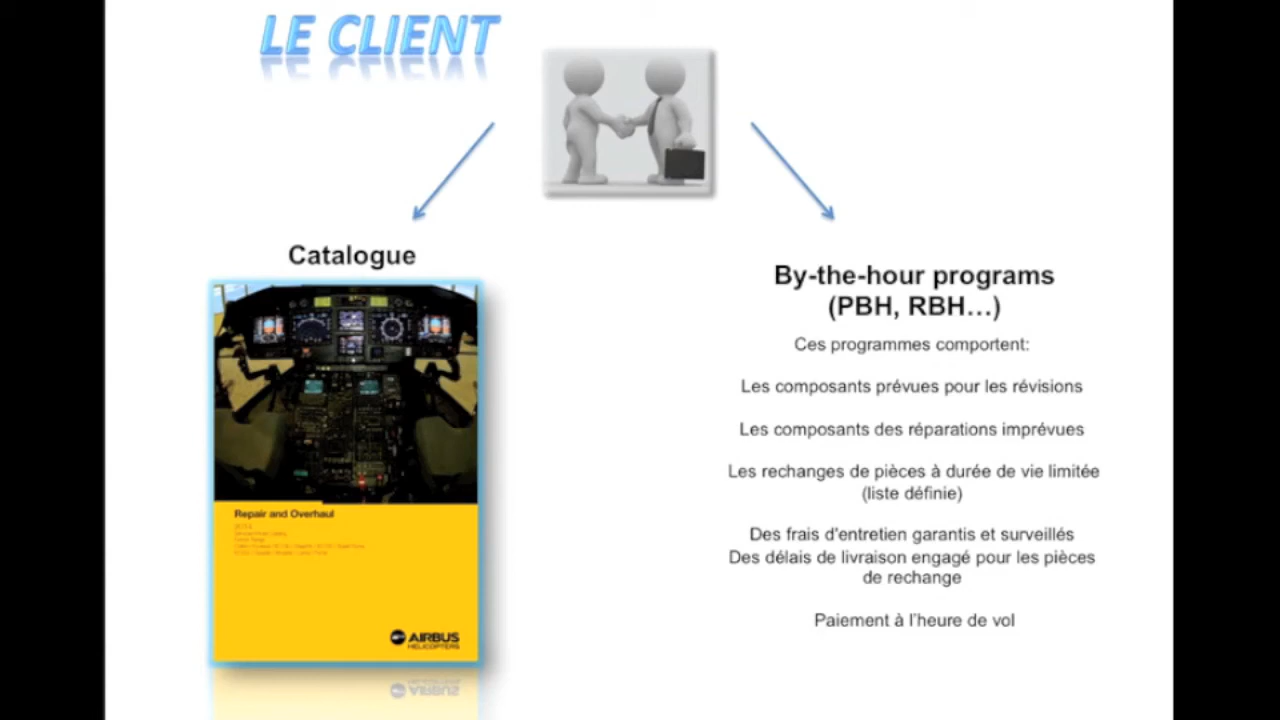 LE CLIENT
Catalogue
Repair and Overhaul
AIRBUS
HELICOPTERS
By-the-hour programs
(PBH, RBH...)
Ces programmes comportent:
Les composants prévues pour les révisions
Les composants des réparations imprévues
Les rechanges de pièces à durée de vie limitée
(liste définie)
Des frais d'entretien garantis et surveillés
Des délais de livraison engagé pour les pièces
de rechange
Paiement à l'heure de vol